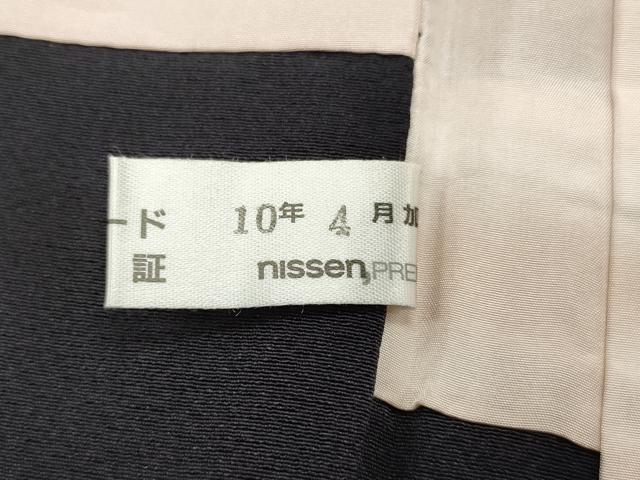 ード 10年 4月加
証 nissen, PRE